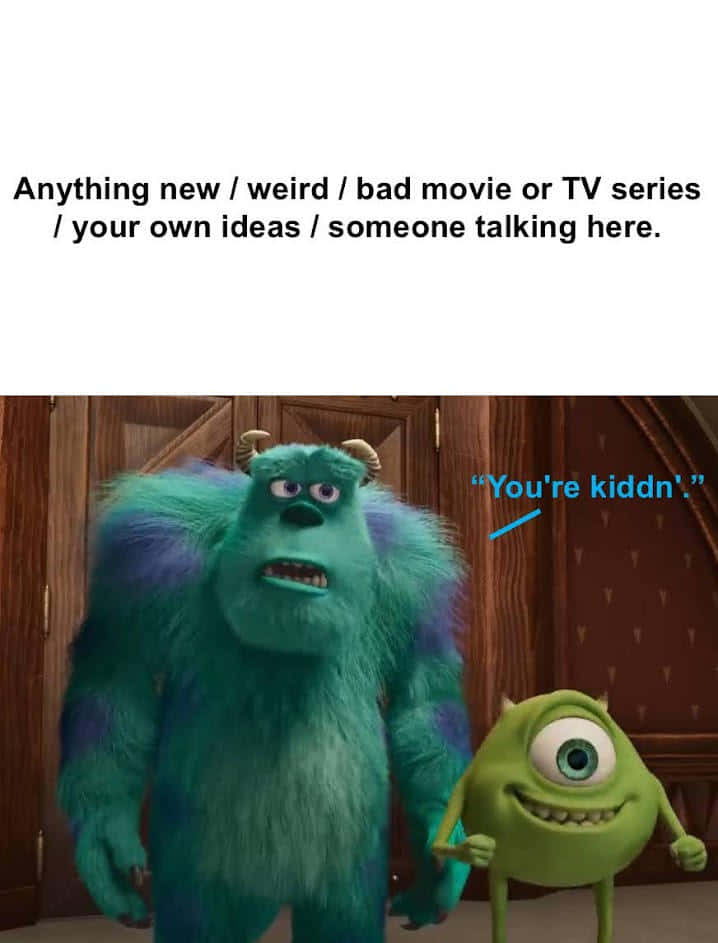 Anything new / weird / bad movie or TV series
/ your own ideas / someone talking here.
“You're kiddn'.”